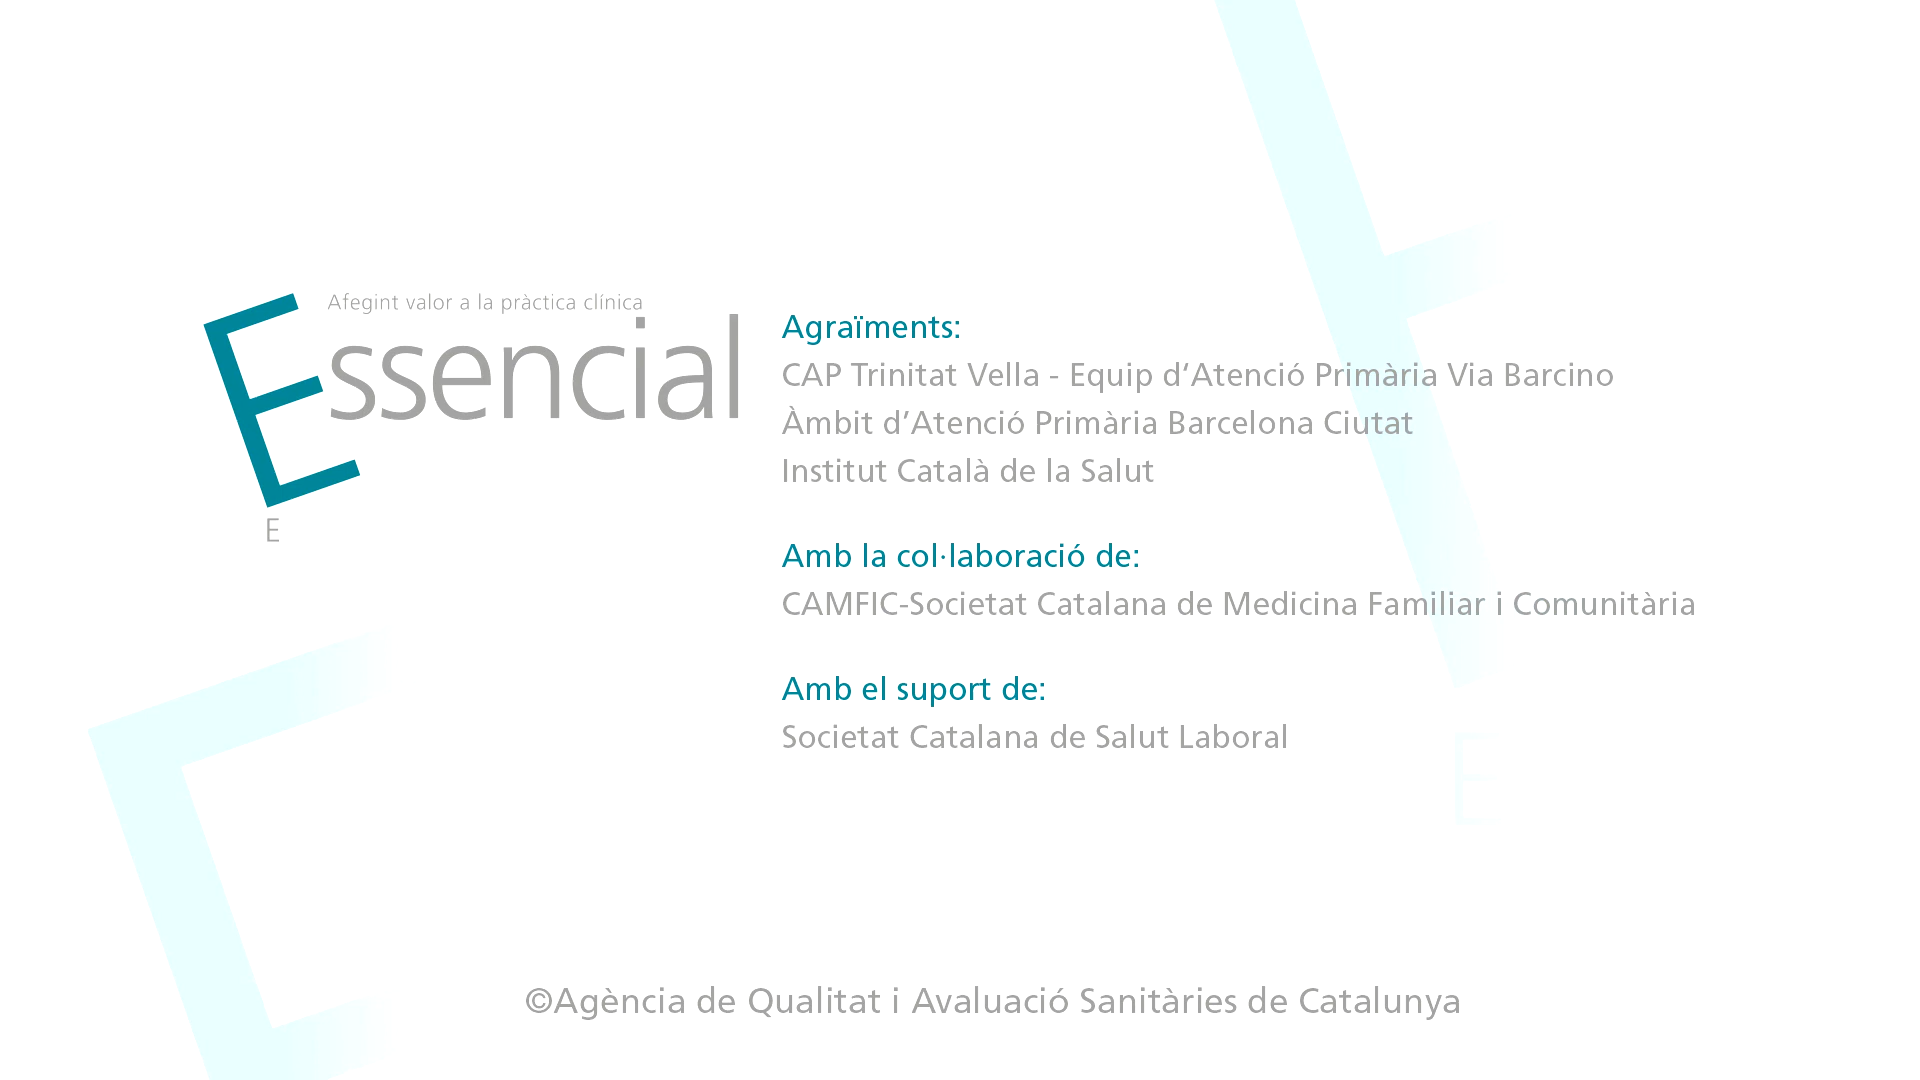 Afegint valor a la pràctica clínica
Essencial
E
Agraïments:
CAP Trinitat Vella - Equip d‘Atenció Primària Via Barcino
Àmbit d’Atenció Primària Barcelona Ciutat
Institut Català de la Salut
Amb la col·laboració de:
CAMFIC-Societat Catalana de Medicina Familiar i Comunitària
Amb el suport de:
Societat Catalana de Salut Laboral
©Agència de Qualitat i Avaluació Sanitàries de Catalunya